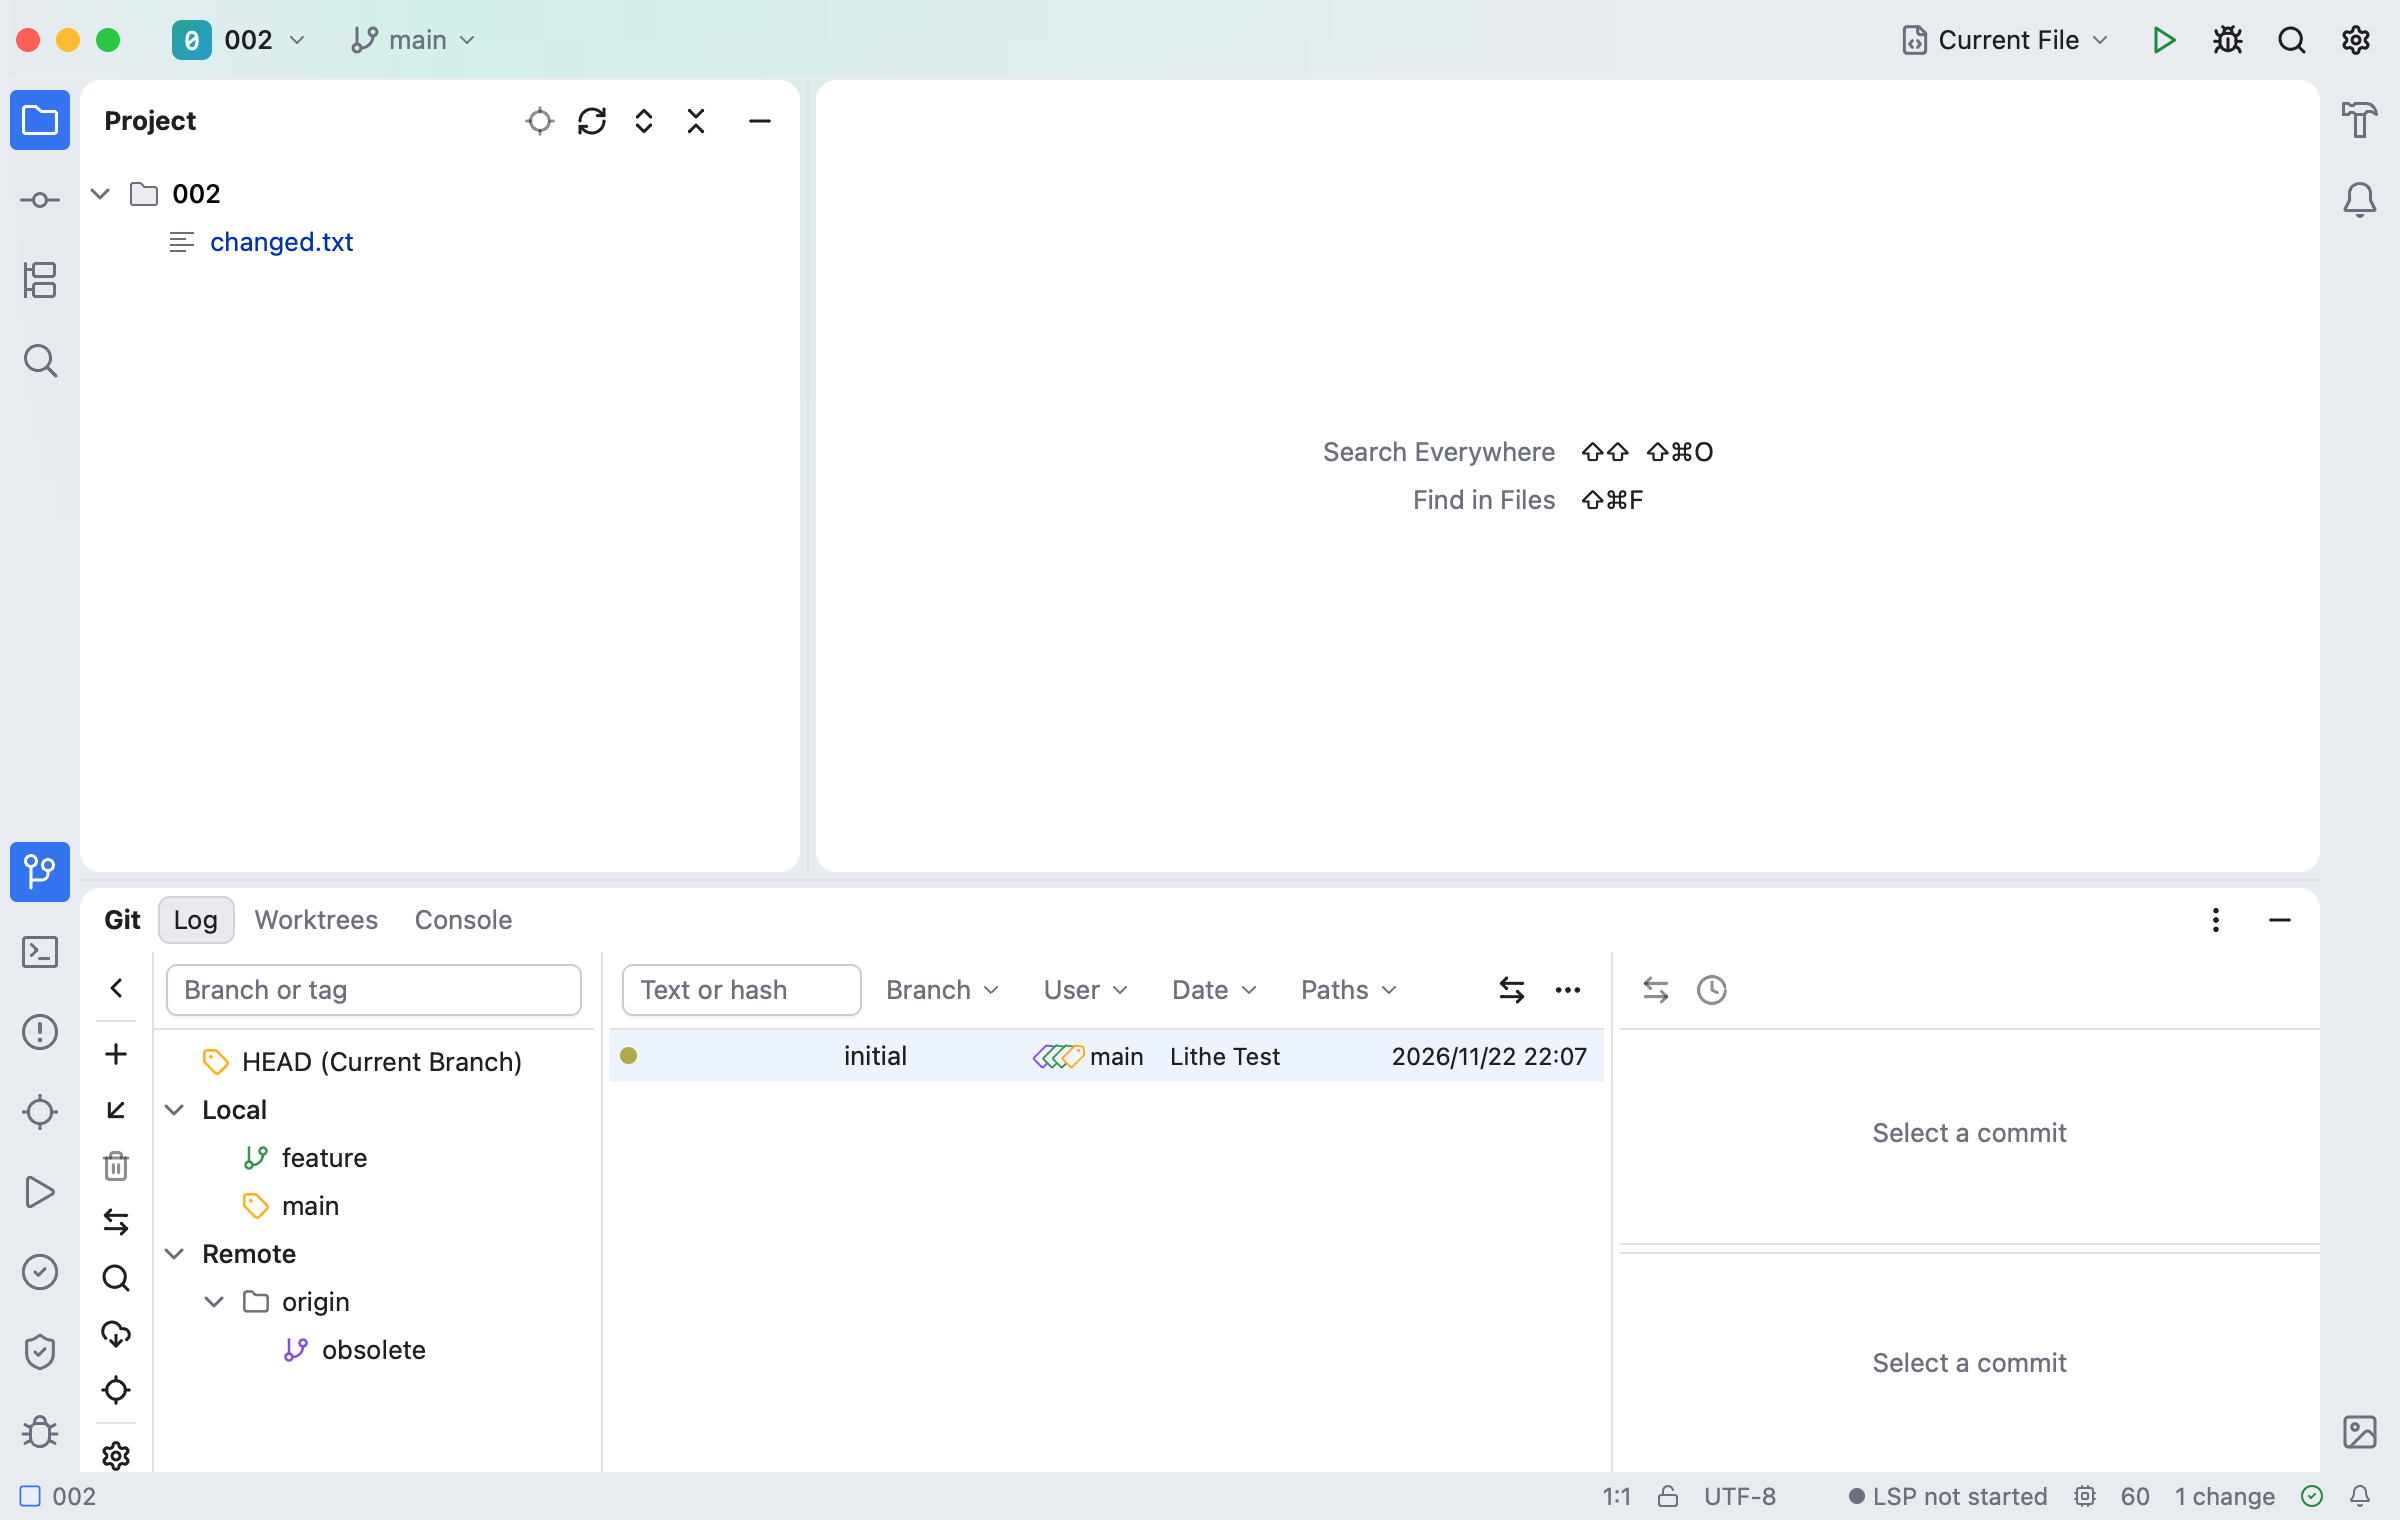 0 002 main Current File
Project
002
changed.txt
Search Everywhere ⇧⇧ ⇧⌘O
Find in Files ⇧⌘F
Git Log Worktrees Console
Branch or tag
Text or hash Branch User Date Paths
HEAD (Current Branch)
Local
feature
main
Remote
origin
obsolete
initial main Lithe Test 2026/11/22 22:07
Select a commit
Select a commit
002 1:1 UTF-8 LSP not started 60 1 change